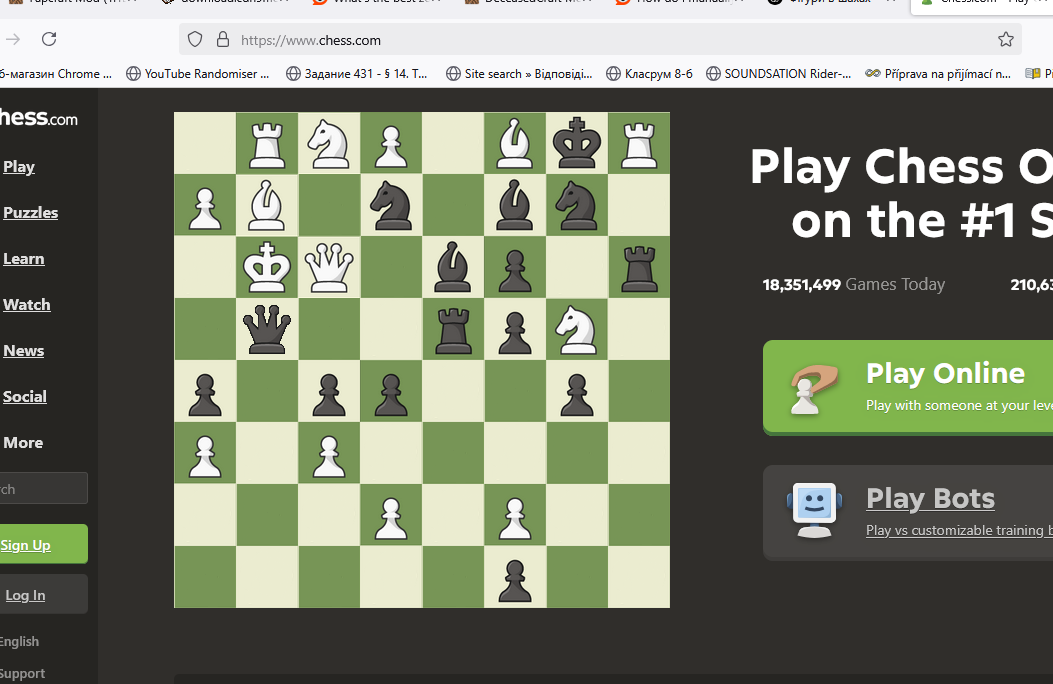 https://www.chess.com
б-магазин Chrome ...
YouTube Randomiser ...
Задание 431 - § 14. Т...
Site search » Відповіді...
Класрум 8-б
SOUNDSATION Rider-...
Příprava na přijímací n...
hess.com
Play
Puzzles
Learn
Watch
News
Social
More
rch
Sign Up
Log In
English
Support
Play Chess O
on the #1 S
18,351,499 Games Today
210,63
Play Online
Play with someone at your leve
Play Bots
Play vs customizable training b